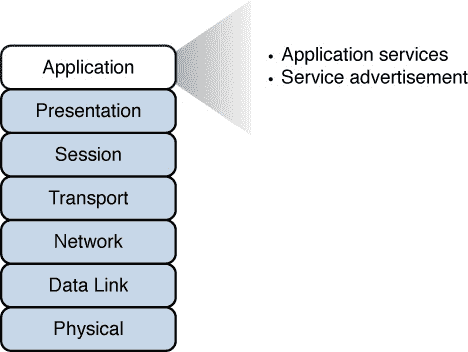 Application
• Application services
• Service advertisement
Presentation
Session
Transport
Network
Data Link
Physical